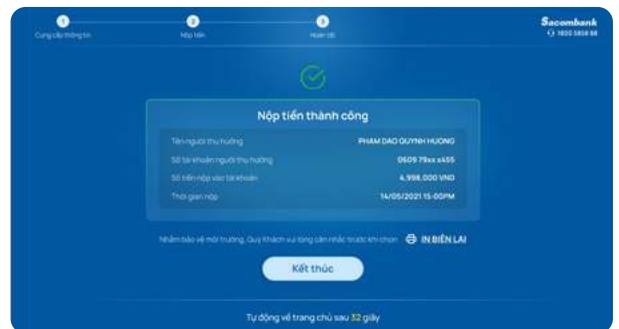 1
2
3
Cung cấp thông tin
Nộp tiền
Hoàn tất
Sacombank
1800 5858 88
Nộp tiền thành công
Tên người thụ hưởng
PHAM DAO QUYNH HUONG
Số tài khoản người thụ hưởng
0609 79xx x455
Số tiền nộp vào tài khoản
4,998,000 VND
Thời gian nộp
14/05/2021 15:00PM
Nhằm bảo vệ môi trường, Quý Khách vui lòng cân nhắc trước khi chọn
IN BIÊN LAI
Kết thúc
Tự động về trang chủ sau 32 giây